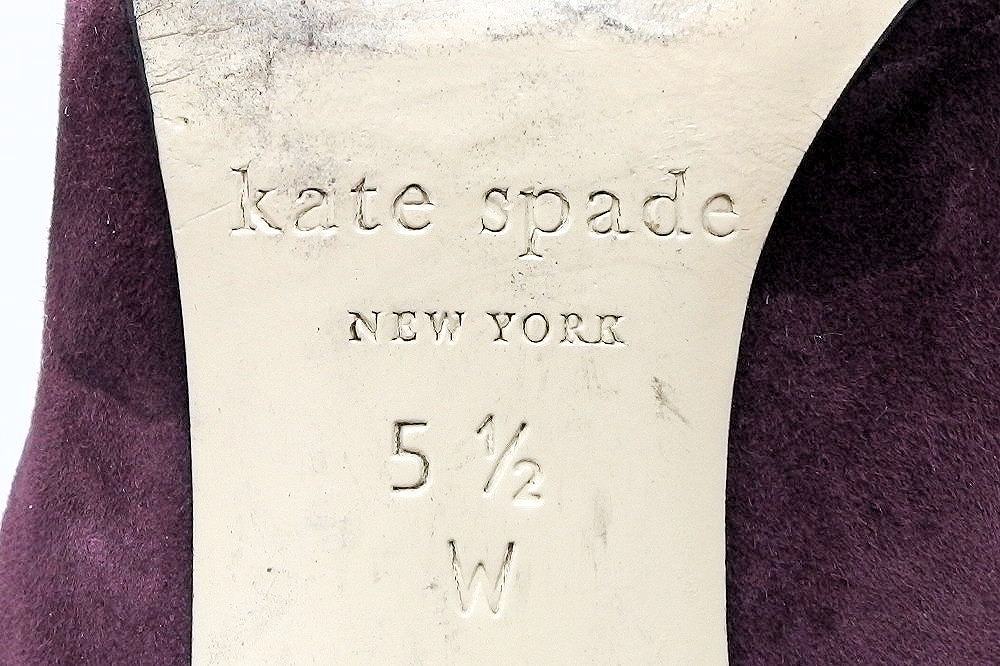 kate spade
NEW YORK
5 ½
W